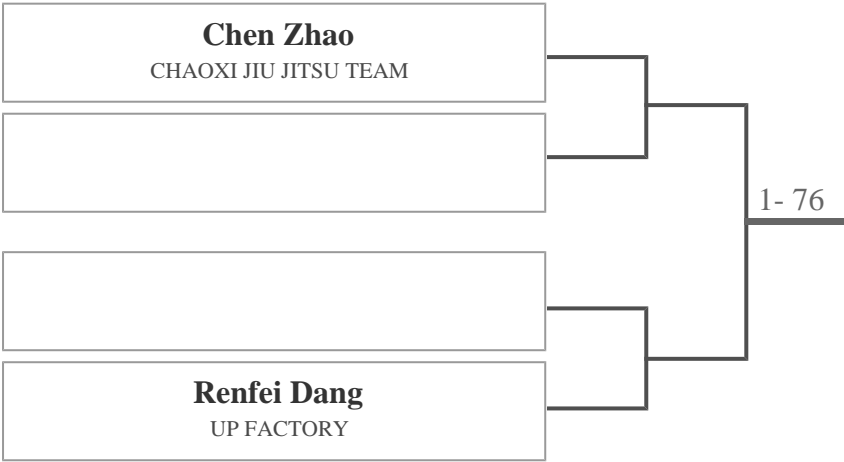 Chen Zhao
CHAOXI JIU JITSU TEAM
1- 76
Renfei Dang
UP FACTORY